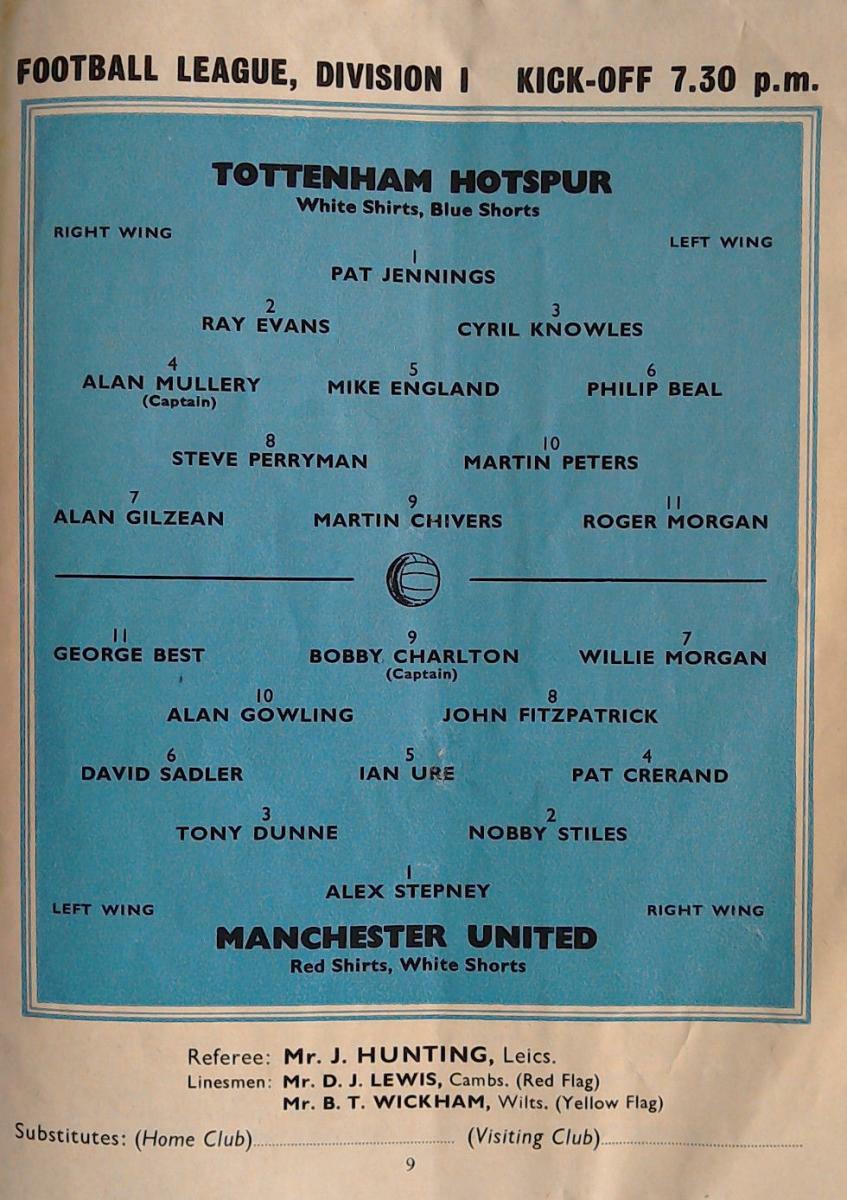 FOOTBALL LEAGUE, DIVISION I KICK-OFF 7.30 p.m.
TOTTENHAM HOTSPUR
White Shirts, Blue Shorts
RIGHT WING LEFT WING
1
PAT JENNINGS
2 3
RAY EVANS CYRIL KNOWLES
4 5 6
ALAN MULLERY MIKE ENGLAND PHILIP BEAL
(Captain)
8 10
STEVE PERRYMAN MARTIN PETERS
7 9 11
ALAN GILZEAN MARTIN CHIVERS ROGER MORGAN
11 9 7
GEORGE BEST BOBBY CHARLTON WILLIE MORGAN
(Captain)
10 8
ALAN GOWLING JOHN FITZPATRICK
6 5 4
DAVID SADLER IAN URE PAT CRERAND
3 2
TONY DUNNE NOBBY STILES
1
ALEX STEPNEY
LEFT WING RIGHT WING
MANCHESTER UNITED
Red Shirts, White Shorts
Referee: Mr. J. HUNTING, Leics.
Linesmen: Mr. D. J. LEWIS, Cambs. (Red Flag)
Mr. B. T. WICKHAM, Wilts. (Yellow Flag)
Substitutes: (Home Club)........................................ (Visiting Club)........................................
9